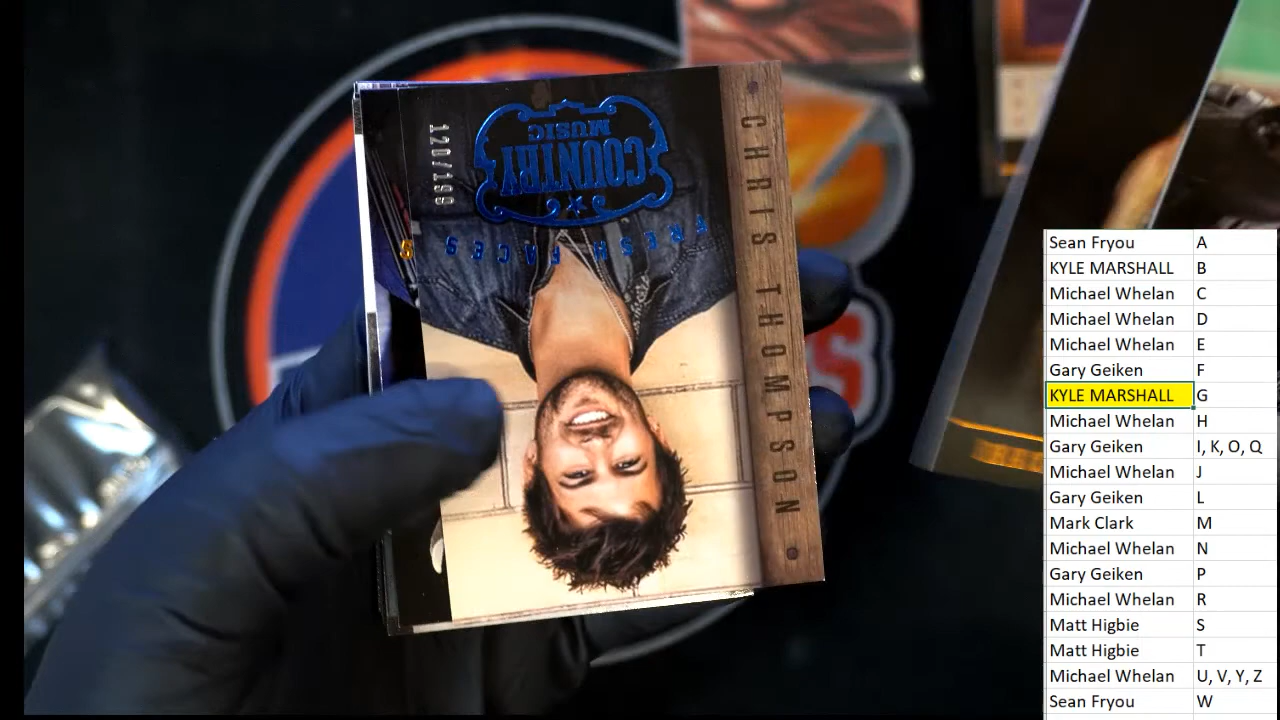 CHRIS THOMPSON
FRESH FACES
COUNTRY
MUSIC
120/199
Sean Fryou A
KYLE MARSHALL B
Michael Whelan C
Michael Whelan D
Michael Whelan E
Gary Geiken F
KYLE MARSHALL G
Michael Whelan H
Gary Geiken I, K, O, Q
Michael Whelan J
Gary Geiken L
Mark Clark M
Michael Whelan N
Gary Geiken P
Michael Whelan R
Matt Higbie S
Matt Higbie T
Michael Whelan U, V, Y, Z
Sean Fryou W